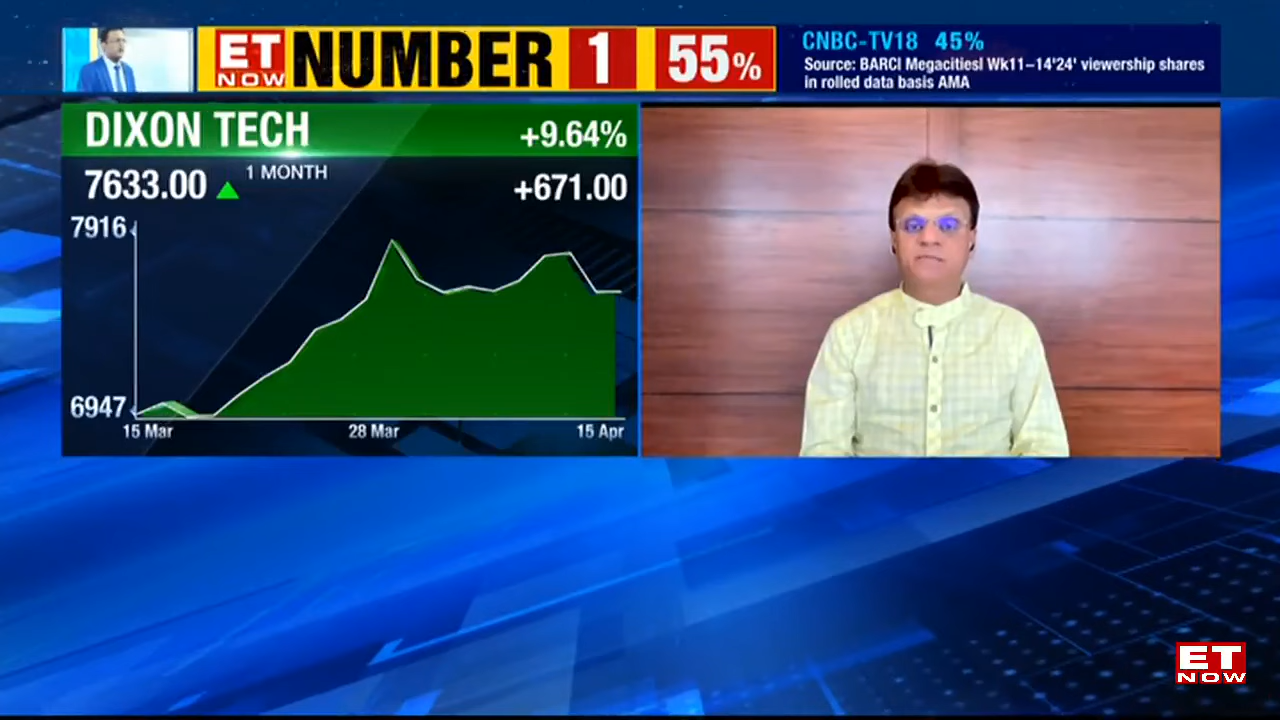 ET NOW
NUMBER 1
55%
CNBC-TV18 45%
Source: BARCI MegacitiesI Wk11-14'24' viewership shares
in rolled data basis AMA
DIXON TECH +9.64%
7633.00 1 MONTH +671.00
7916
6947
15 Mar 28 Mar 15 Apr
ET
NOW